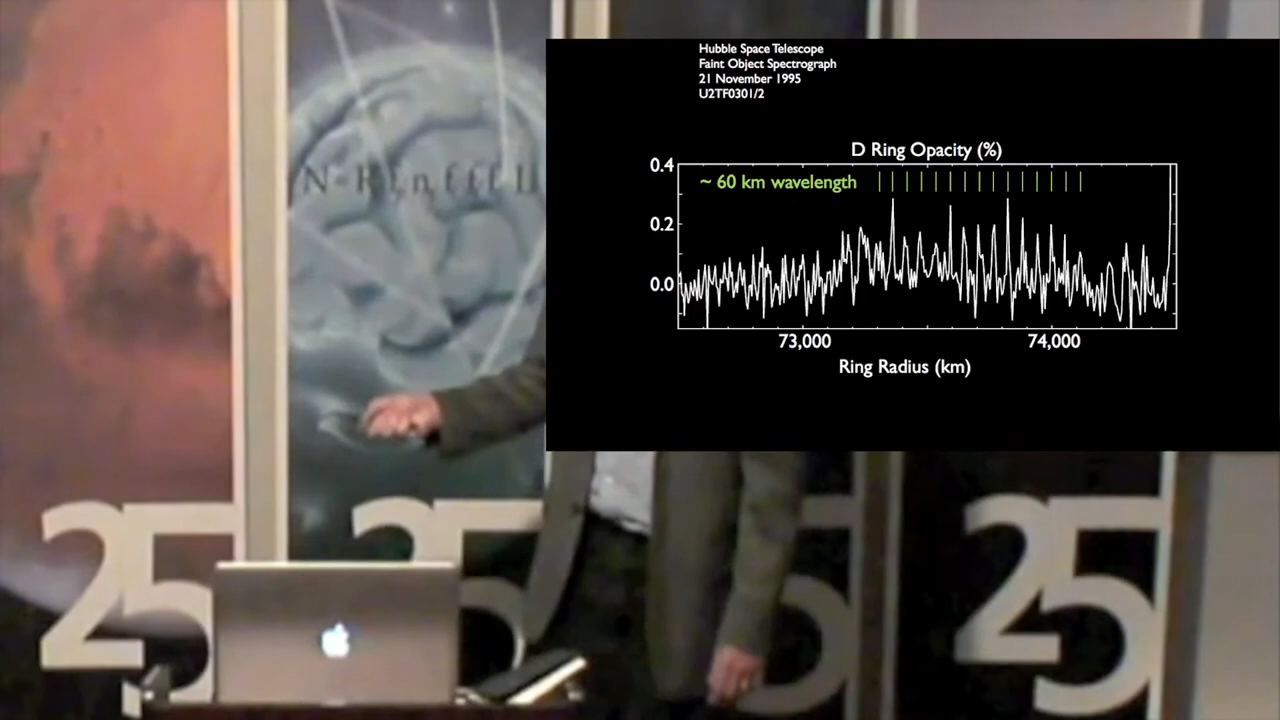 Hubble Space Telescope
Faint Object Spectrograph
21 November 1995
U2TF0301/2
D Ring Opacity (%)
0.4
~ 60 km wavelength
0.2
0.0
73,000
74,000
Ring Radius (km)
25
25
25
25